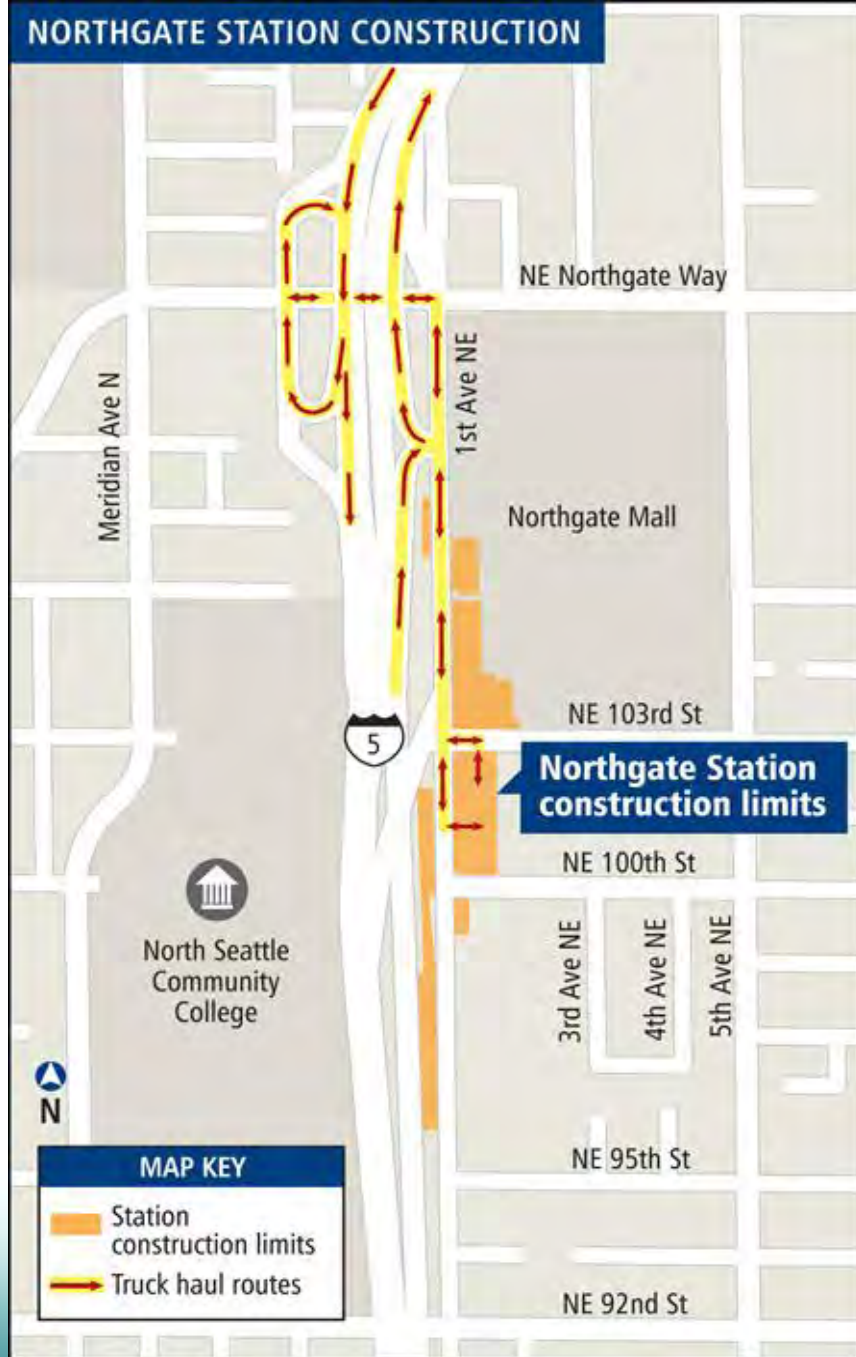 NORTHGATE STATION CONSTRUCTION
NE Northgate Way
1st Ave NE
Meridian Ave N
Northgate Mall
NE 103rd St
5
Northgate Station
construction limits
NE 100th St
North Seattle
Community
College
3rd Ave NE
4th Ave NE
5th Ave NE
N
NE 95th St
MAP KEY
Station
construction limits
Truck haul routes
NE 92nd St